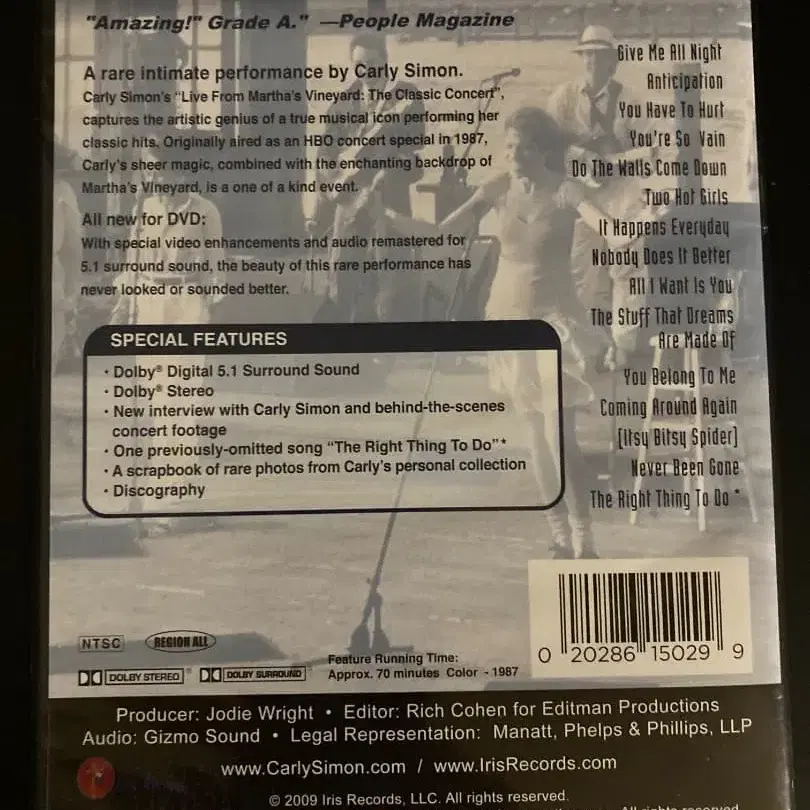 "Amazing!" Grade A." —People Magazine
A rare intimate performance by Carly Simon.
Carly Simon's "Live From Martha's Vineyard: The Classic Concert",
captures the artistic genius of a true musical icon performing her
classic hits. Originally aired as an HBO concert special in 1987,
Carly's sheer magic, combined with the enchanting backdrop of
Martha's Vineyard, is a one of a kind event.
All new for DVD:
With special video enhancements and audio remastered for
5.1 surround sound, the beauty of this rare performance has
never looked or sounded better.
SPECIAL FEATURES
· Dolby® Digital 5.1 Surround Sound
· Dolby® Stereo
· New interview with Carly Simon and behind-the-scenes
concert footage
· One previously-omitted song "The Right Thing To Do"*
· A scrapbook of rare photos from Carly's personal collection
· Discography
Give Me All Night
Anticipation
You Have To Hurt
You're So Vain
Do The Walls Come Down
Two Hot Girls
It Happens Everyday
Nobody Does It Better
All I Want Is You
The Stuff That Dreams
Are Made Of
You Belong To Me
Coming Around Again
[Itsy Bitsy Spider]
Never Been Gone
The Right Thing To Do *
0 20286 15029 9
NTSC REGION ALL
DOLBY STEREO ® DOLBY SURROUND ®
Feature Running Time:
Approx. 70 minutes Color - 1987
Producer: Jodie Wright • Editor: Rich Cohen for Editman Productions
Audio: Gizmo Sound • Legal Representation: Manatt, Phelps & Phillips, LLP
www.CarlySimon.com / www.IrisRecords.com
© 2009 Iris Records, LLC. All rights reserved.
All rights reserved